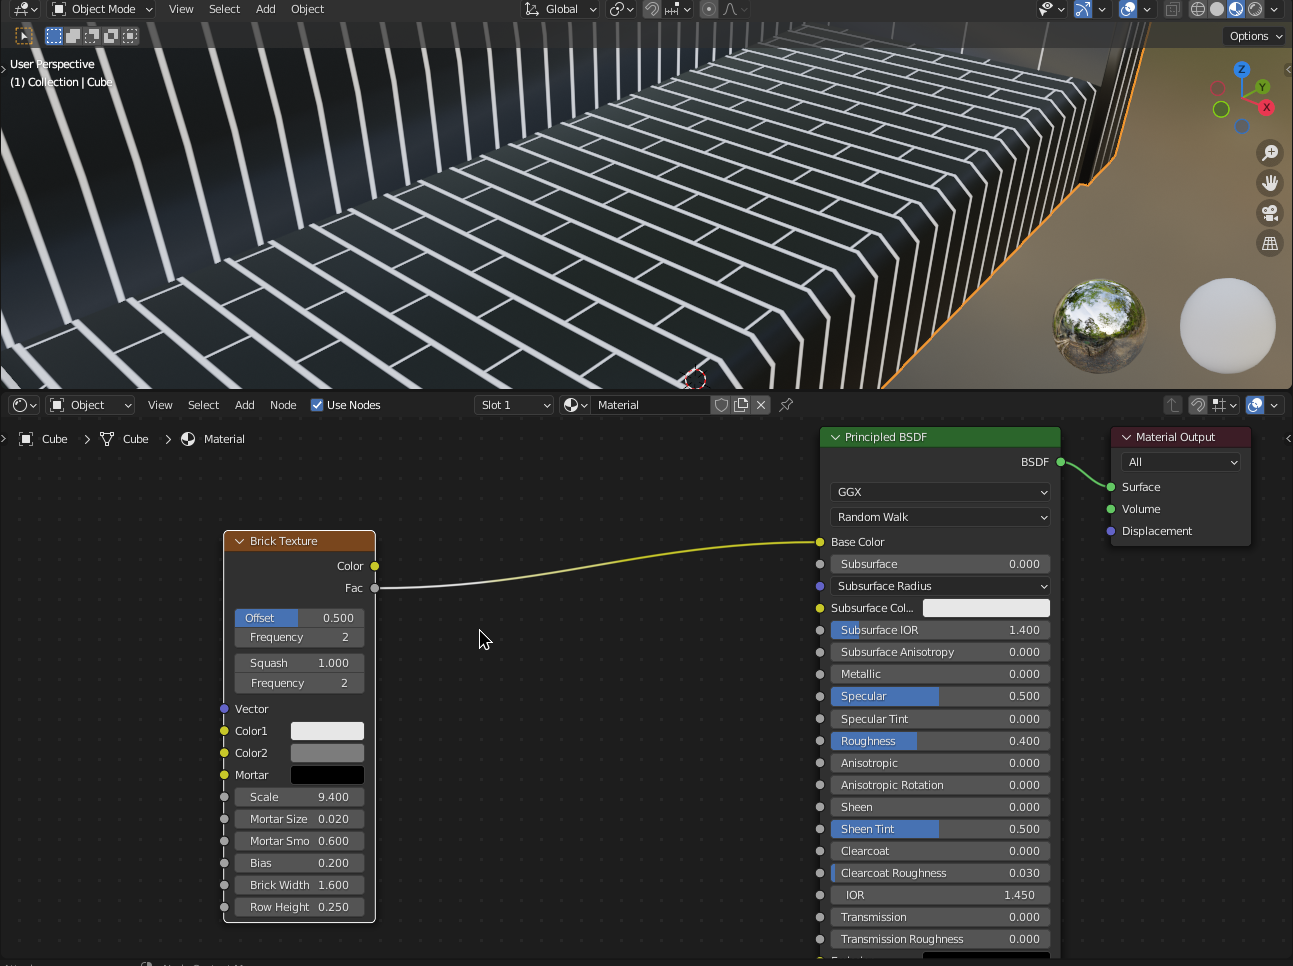 Object Mode View Select Add Object Global
Options
User Perspective
(1) Collection | Cube
Z
Y
X
Object View Select Add Node Use Nodes Slot 1 Material
Cube > Cube > Material
Principled BSDF
BSDF
GGX
Random Walk
Base Color
Subsurface 0.000
Subsurface Radius
Subsurface Col...
Subsurface IOR 1.400
Subsurface Anisotropy 0.000
Metallic 0.000
Specular 0.500
Specular Tint 0.000
Roughness 0.400
Anisotropic 0.000
Anisotropic Rotation 0.000
Sheen 0.000
Sheen Tint 0.500
Clearcoat 0.000
Clearcoat Roughness 0.030
IOR 1.450
Transmission 0.000
Transmission Roughness 0.000
Material Output
All
Surface
Volume
Displacement
Brick Texture
Color
Fac
Offset 0.500
Frequency 2
Squash 1.000
Frequency 2
Vector
Color1
Color2
Mortar
Scale 9.400
Mortar Size 0.020
Mortar Smo 0.600
Bias 0.200
Brick Width 1.600
Row Height 0.250